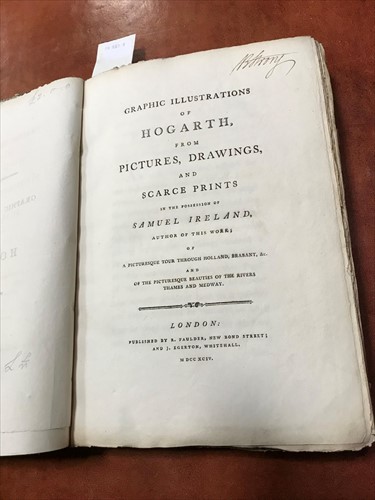 GRAPHIC ILLUSTRATIONS
OF
HOGARTH,
FROM
PICTURES, DRAWINGS,
AND
SCARCE PRINTS
IN THE POSSESSION OF
SAMUEL IRELAND,
AUTHOR OF THIS WORK;
OF
A PICTURESQUE TOUR THROUGH HOLLAND, BRABANT, &c.
AND
OF THE PICTURESQUE BEAUTIES OF THE RIVERS
THAMES AND MEDWAY.
LONDON:
PUBLISHED BY R. FAULDER, NEW BOND STREET;
AND J. EGERTON, WHITEHALL.
MDCCXCIV.